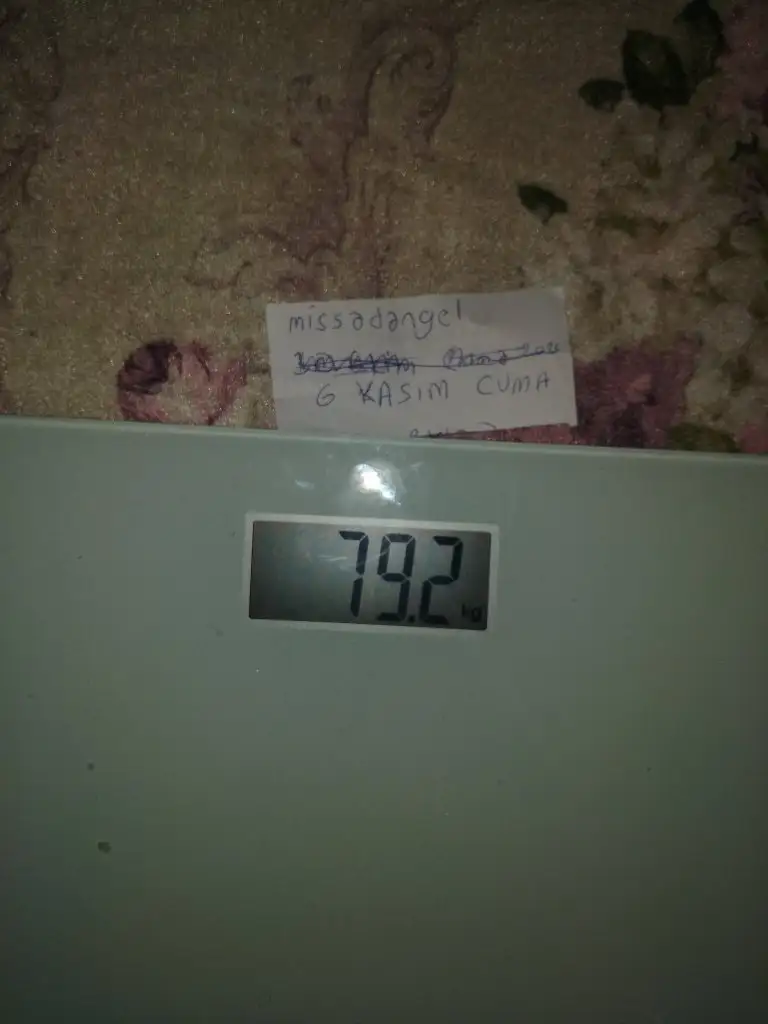 missadangel
6 KASIM CUMA
79.2
kg